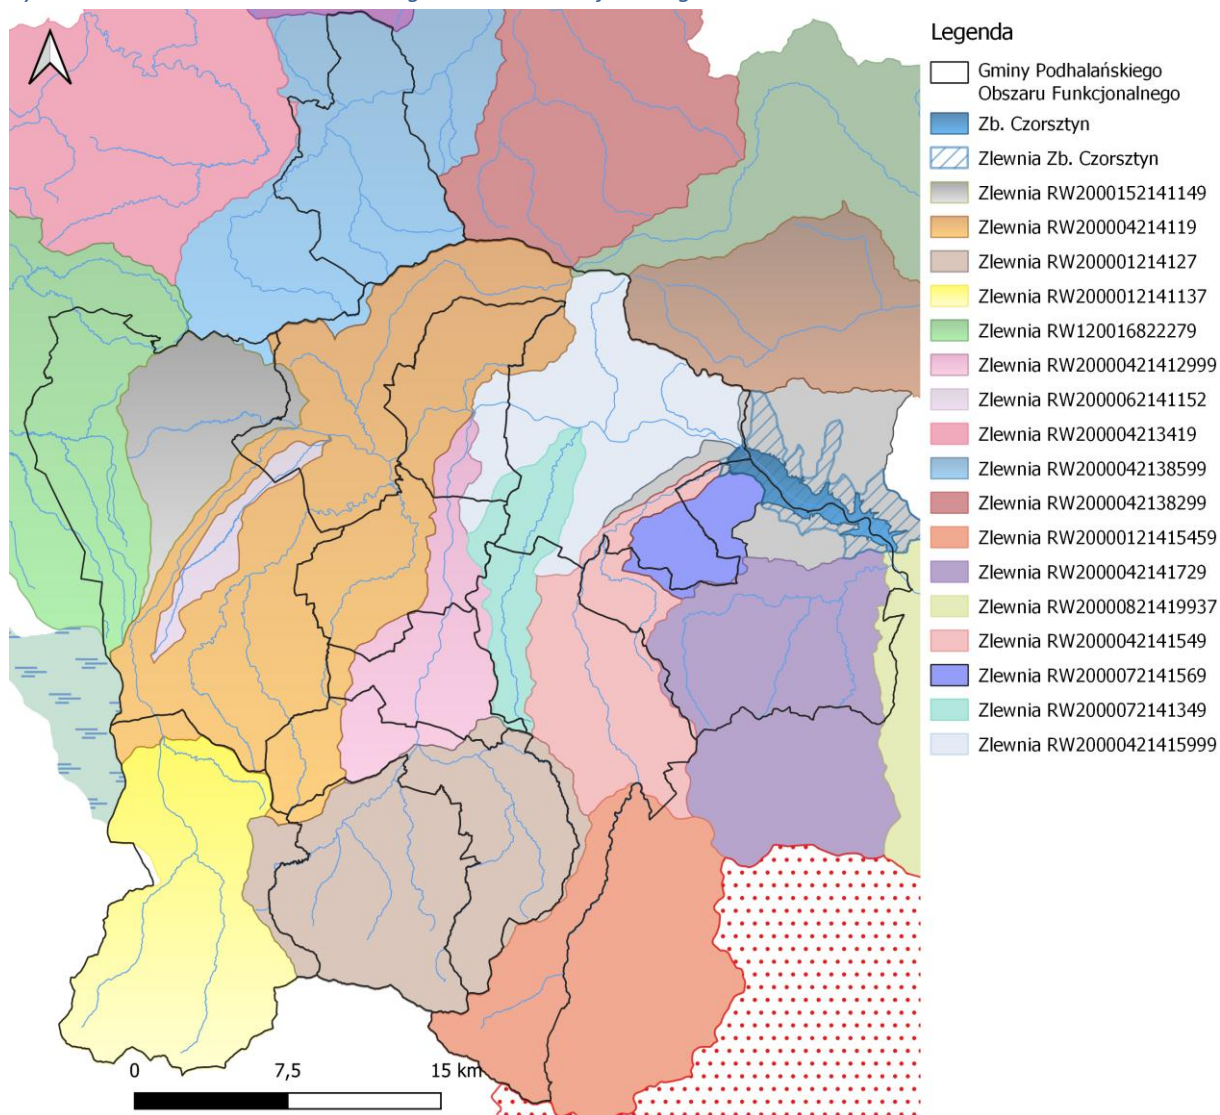 Legenda
Gminy Podhalańskiego
Obszaru Funkcjonalnego
Zb. Czorsztyn
Zlewnia Zb. Czorsztyn
Zlewnia RW2000152141149
Zlewnia RW200004214119
Zlewnia RW200001214127
Zlewnia RW2000012141137
Zlewnia RW120016822279
Zlewnia RW20000421412999
Zlewnia RW2000062141152
Zlewnia RW200004213419
Zlewnia RW2000042138599
Zlewnia RW2000042138299
Zlewnia RW20000121415459
Zlewnia RW2000042141729
Zlewnia RW20000821419937
Zlewnia RW2000042141549
Zlewnia RW2000072141569
Zlewnia RW2000072141349
Zlewnia RW20000421415999
0 7,5 15 km